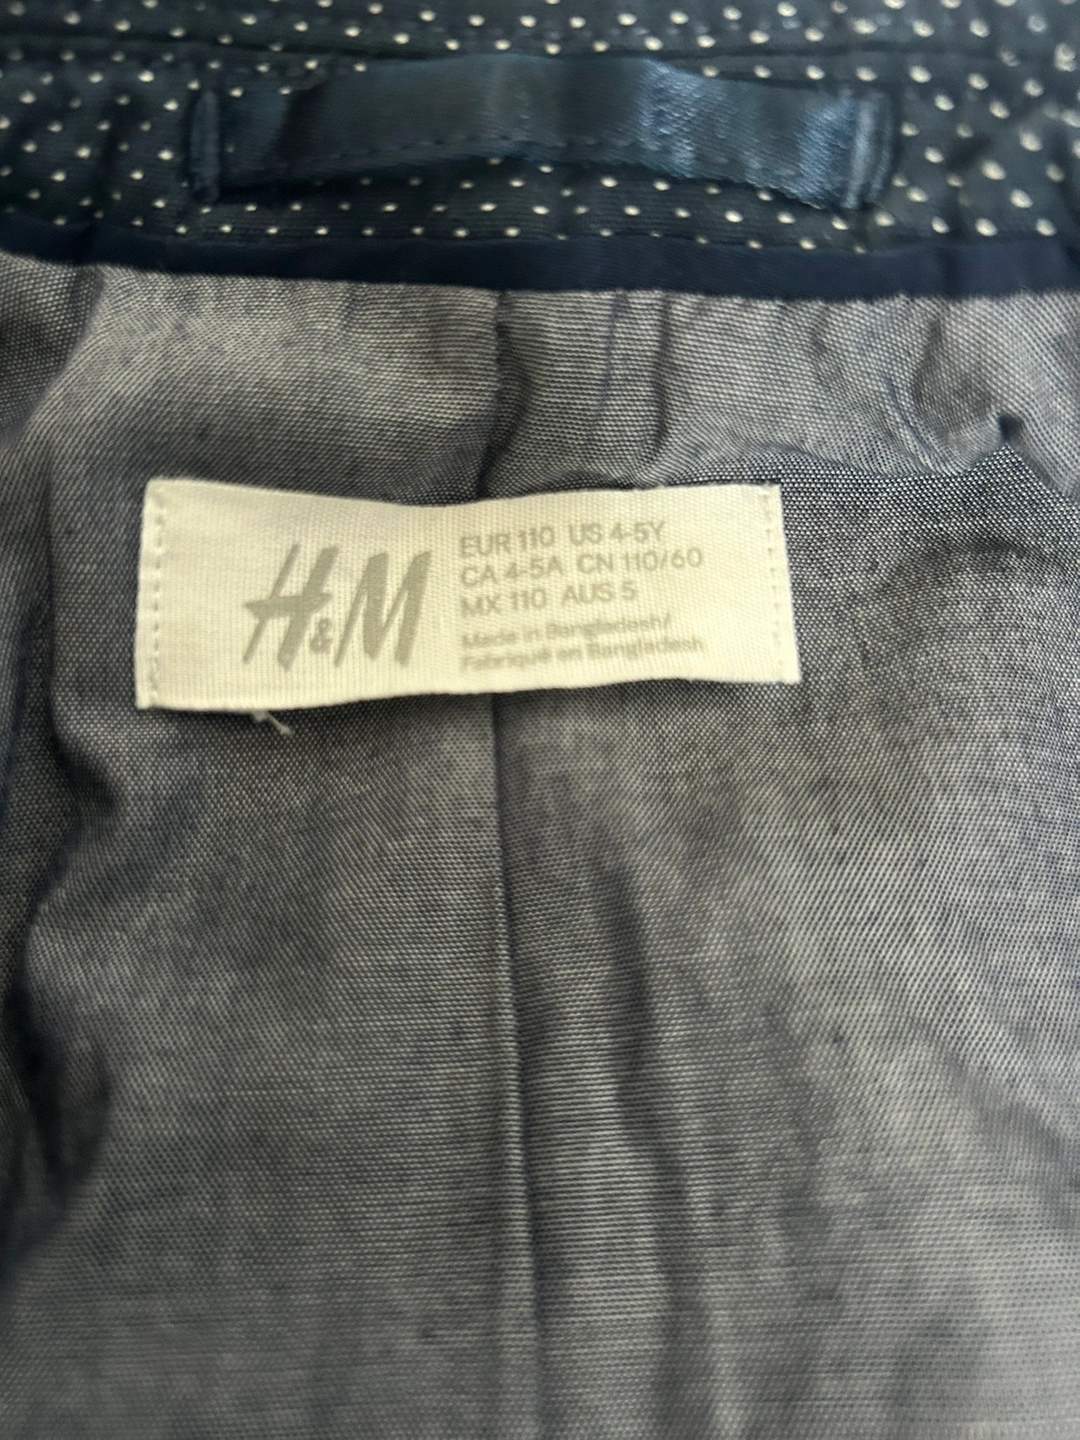 H&M
EUR 110 US 4-5Y
CA 4-5A CN 110/60
MX 110 AUS 5
Made in Bangladesh/
Fabriqué en Bangladesh